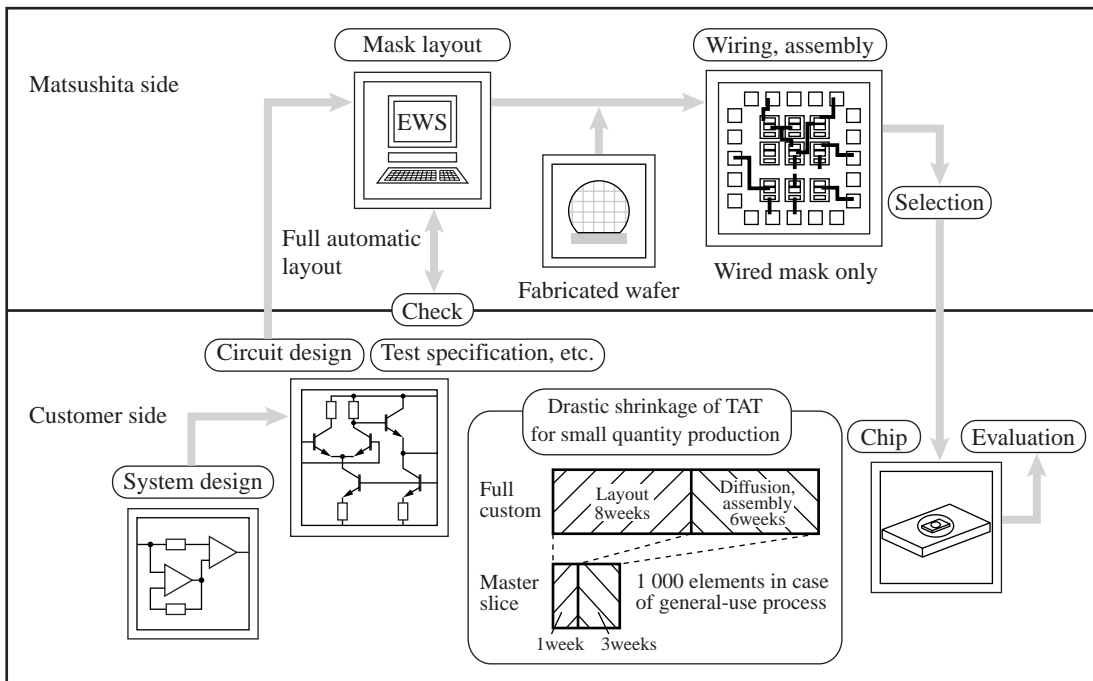 Mask layout
Wiring, assembly
Matsushita side
EWS
Selection
Full automatic
layout
Fabricated wafer
Wired mask only
Check
Circuit design
Test specification, etc.
Customer side
Drastic shrinkage of TAT
for small quantity production
Chip
Evaluation
System design
Full
custom
Layout
8weeks
Diffusion,
assembly
6weeks
Master
slice
1 000 elements in case
of general-use process
1week
3weeks